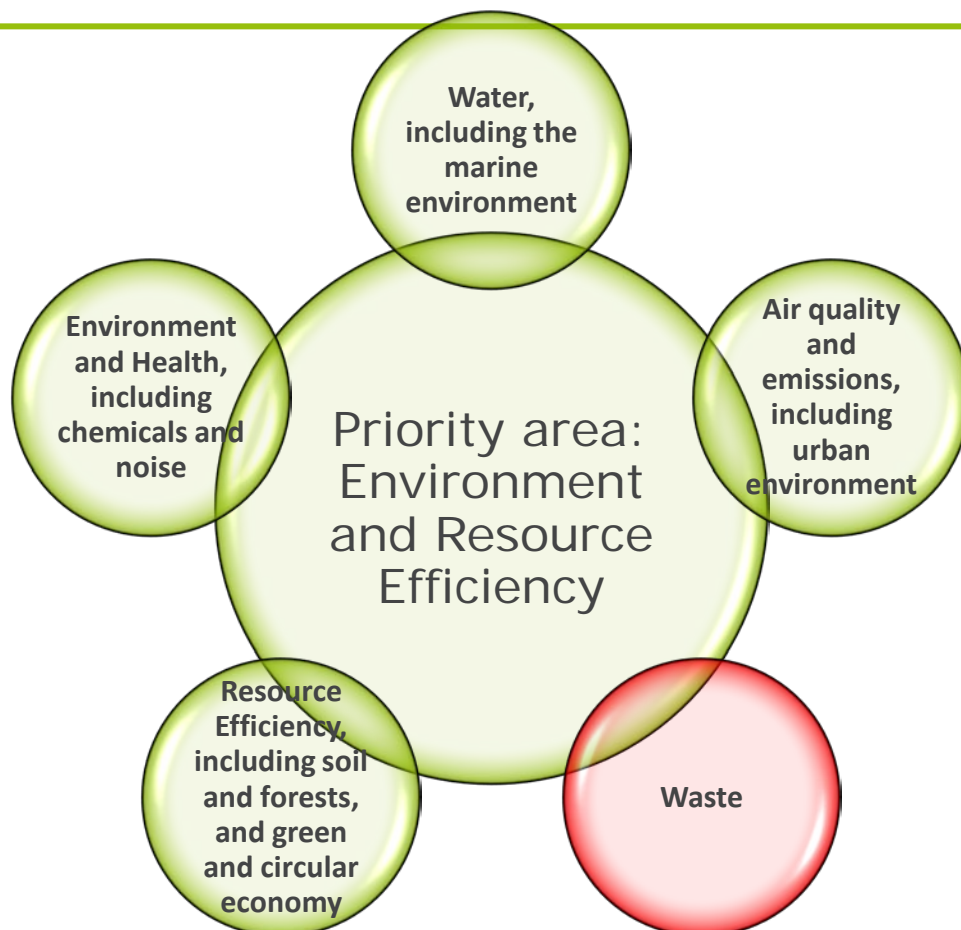 Water,
including the
marine
environment
Environment
and Health,
including
chemicals and
noise
Air quality
and
emissions,
including
urban
environment
Priority area:
Environment
and Resource
Efficiency
Resource
Efficiency,
including soil
and forests,
and green
and circular
economy
Waste